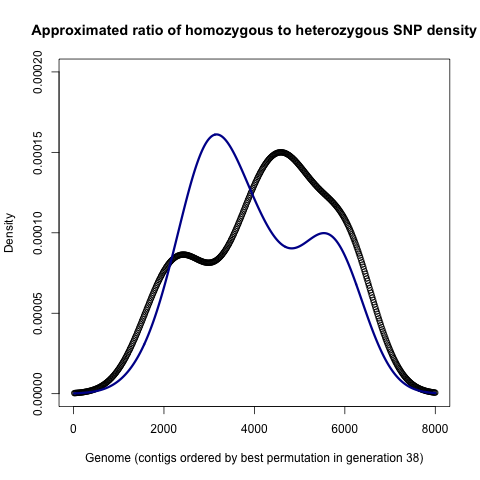 Approximated ratio of homozygous to heterozygous SNP density
0.00020
0.00015
0.00010
0.00005
0.00000
Density
0 2000 4000 6000 8000
Genome (contigs ordered by best permutation in generation 38)